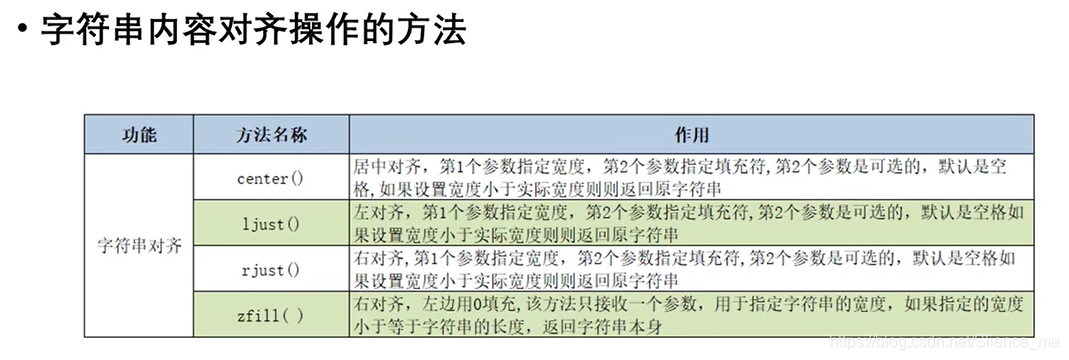 • 字符串内容对齐操作的方法
功能 方法名称 作用
字符串对齐
center()
居中对齐，第1个参数指定宽度，第2个参数指定填充符,第2个参数是可选的，默认是空
格,如果设置宽度小于实际宽度则则返回原字符串
ljust()
左对齐，第1个参数指定宽度，第2个参数指定填充符,第2个参数是可选的，默认是空格如
果设置宽度小于实际宽度则则返回原字符串
rjust()
右对齐,第1个参数指定宽度，第2个参数指定填充符,第2个参数是可选的，默认是空格如
果设置宽度小于实际宽度则则返回原字符串
zfill( )
右对齐，左边用0填充,该方法只接收一个参数，用于指定字符串的宽度，如果指定的宽度
小于等于字符串的长度，返回字符串本身
https://blog.csdn.net/Silence_me